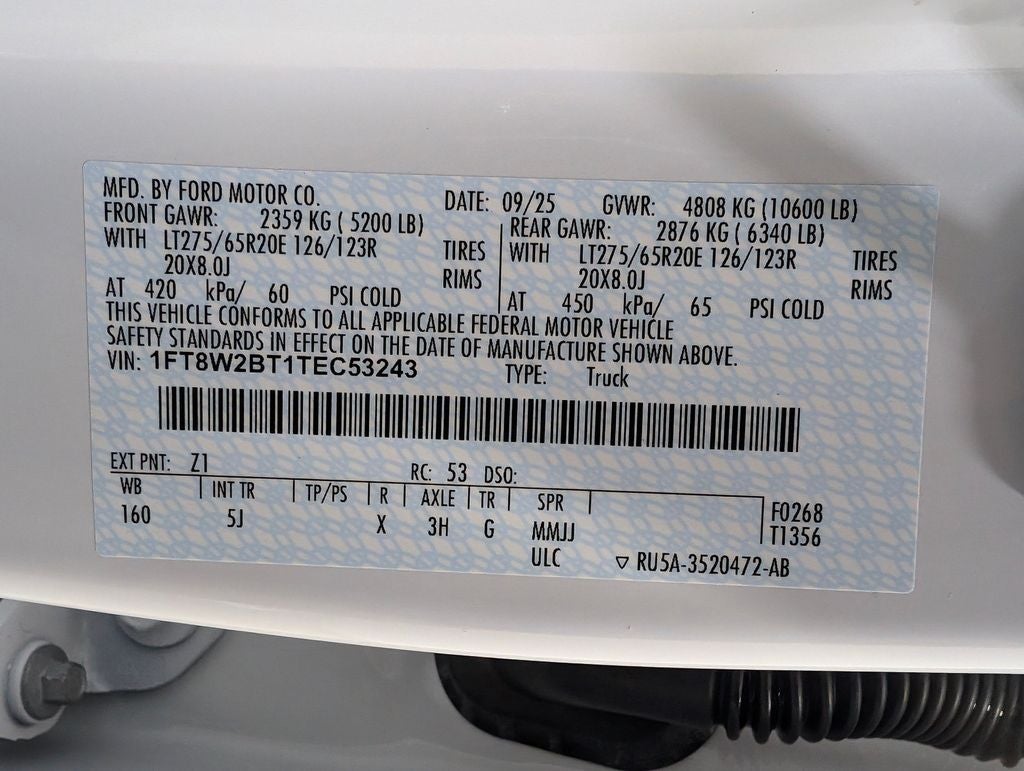 MFD. BY FORD MOTOR CO. DATE: 09/25 GVWR: 4808 KG (10600 LB)
FRONT GAWR: 2359 KG ( 5200 LB) REAR GAWR: 2876 KG ( 6340 LB)
WITH LT275/65R20E 126/123R TIRES WITH LT275/65R20E 126/123R TIRES
20X8.0J RIMS 20X8.0J RIMS
AT 420 kPa/ 60 PSI COLD AT 450 kPa/ 65 PSI COLD
THIS VEHICLE CONFORMS TO ALL APPLICABLE FEDERAL MOTOR VEHICLE
SAFETY STANDARDS IN EFFECT ON THE DATE OF MANUFACTURE SHOWN ABOVE.
VIN: 1FT8W2BT1TEC53243 TYPE: Truck
EXT PNT: Z1 RC: 53 DSO:
WB INT TR TP/PS R AXLE TR SPR F0268
160 5J X 3H G MMJJ T1356
ULC ▽ RU5A-3520472-AB